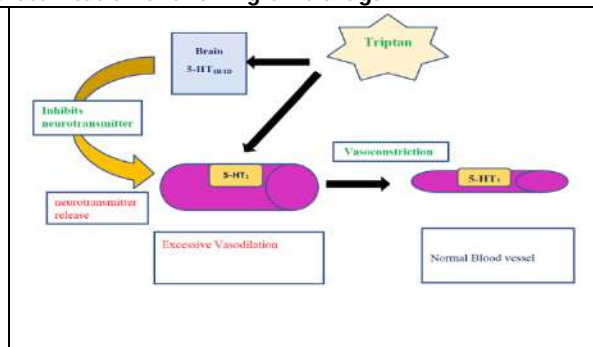 Triptan
Brain
5-HT1B/1D
Inhibits
neurotransmitter
Vasoconstriction
5-HT1
5-HT1
neurotransmitter
release
Excessive Vasodilation
Normal Blood vessel